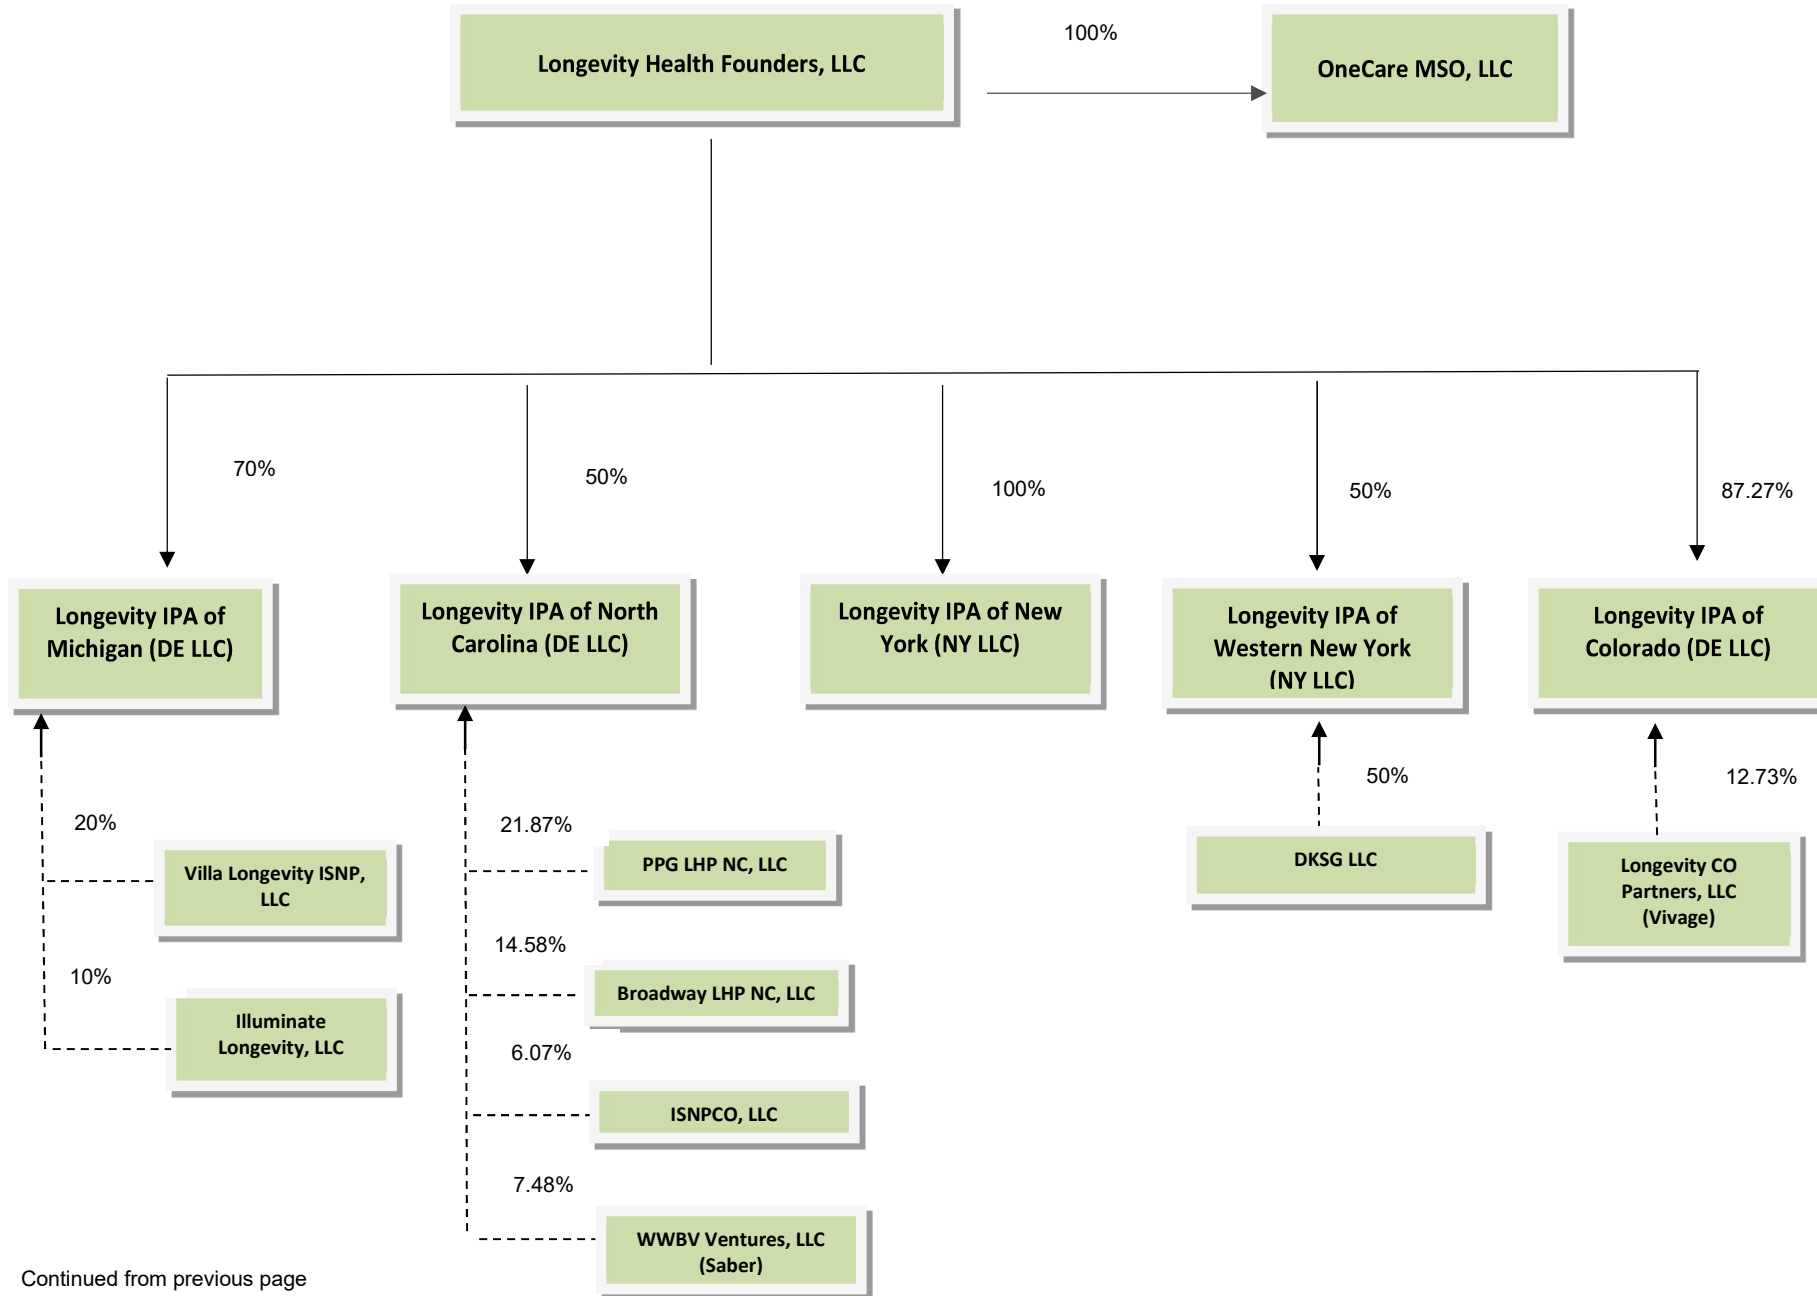 Longevity Health Founders, LLC
100%
OneCare MSO, LLC
70%
50%
100%
50%
87.27%
Longevity IPA of
Michigan (DE LLC)
Longevity IPA of North
Carolina (DE LLC)
Longevity IPA of New
York (NY LLC)
Longevity IPA of
Western New York
(NY LLC)
Longevity IPA of
Colorado (DE LLC)
20%
Villa Longevity ISNP,
LLC
10%
Illuminate
Longevity, LLC
21.87%
PPG LHP NC, LLC
14.58%
Broadway LHP NC, LLC
6.07%
ISNPCO, LLC
7.48%
WWBV Ventures, LLC
(Saber)
50%
DKSG LLC
12.73%
Longevity CO
Partners, LLC
(Vivage)
Continued from previous page